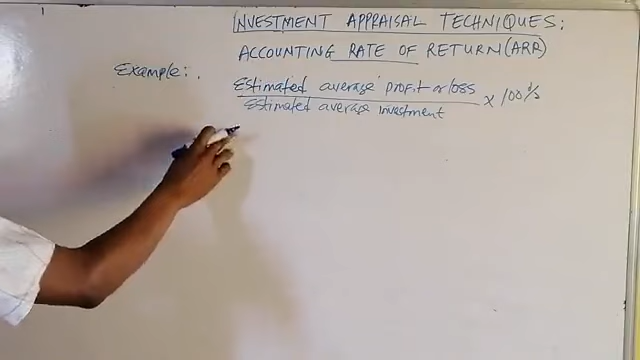 INVESTMENT APPRAISAL TECHNIQUES:
ACCOUNTING RATE OF RETURN (ARR)
Example:.
Estimated average profit or loss
Estimated average investment
x 100%